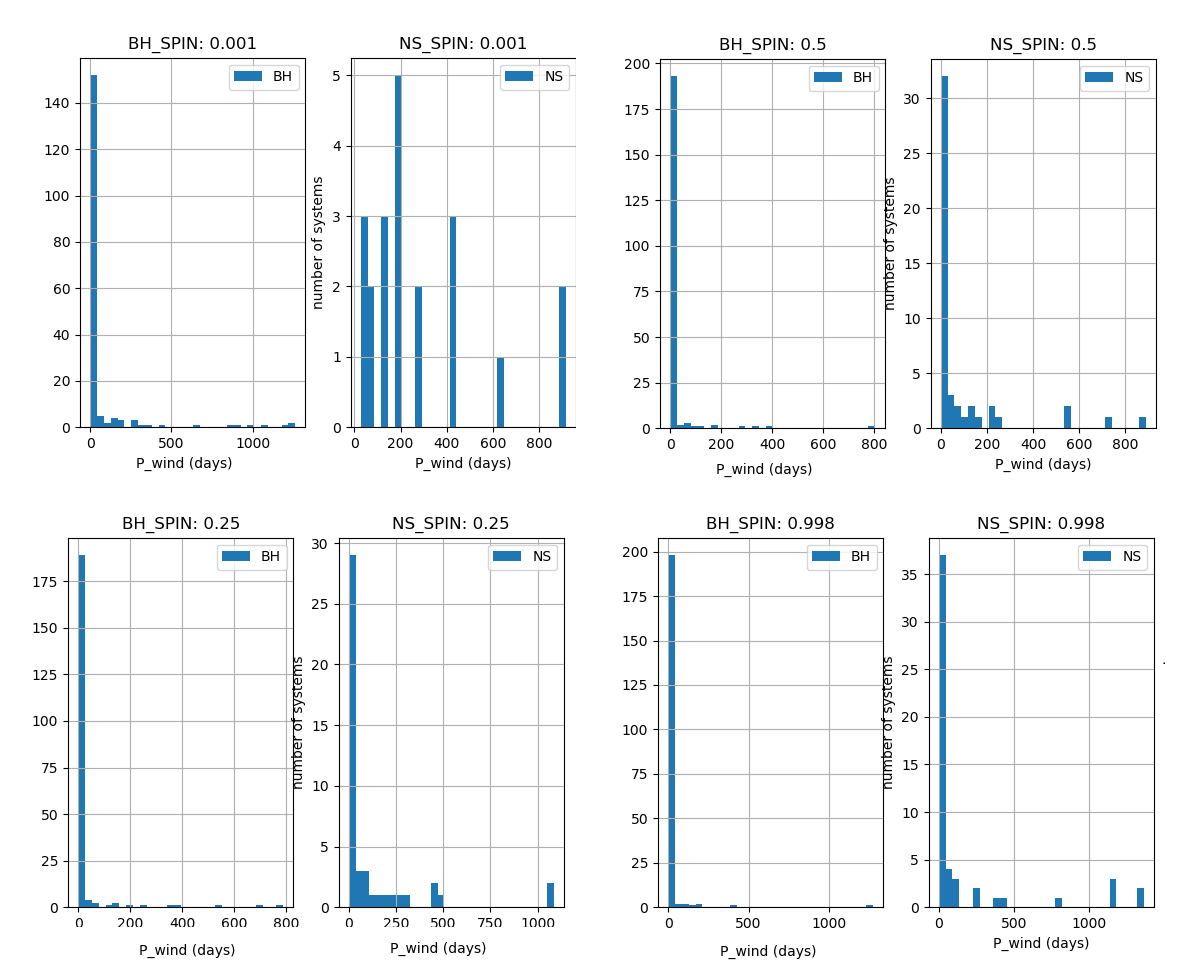 BH_SPIN: 0.001
BH
140
120
100
80
60
40
20
0
0 500 1000
P_wind (days)
NS_SPIN: 0.001
NS
number of systems
5
4
3
2
1
0
0 200 400 600 800
P_wind (days)
BH_SPIN: 0.5
BH
200
175
150
125
100
75
50
25
0
0 200 400 600 800
P_wind (days)
NS_SPIN: 0.5
NS
number of systems
30
25
20
15
10
5
0
0 200 400 600 800
P_wind (days)
BH_SPIN: 0.25
BH
175
150
125
100
75
50
25
0
0 200 400 600 800
P_wind (days)
NS_SPIN: 0.25
NS
number of systems
30
25
20
15
10
5
0
0 250 500 750 1000
P_wind (days)
BH_SPIN: 0.998
BH
200
175
150
125
100
75
50
25
0
0 500 1000
P_wind (days)
NS_SPIN: 0.998
NS
number of systems
35
30
25
20
15
10
5
0
0 500 1000
P_wind (days)
.